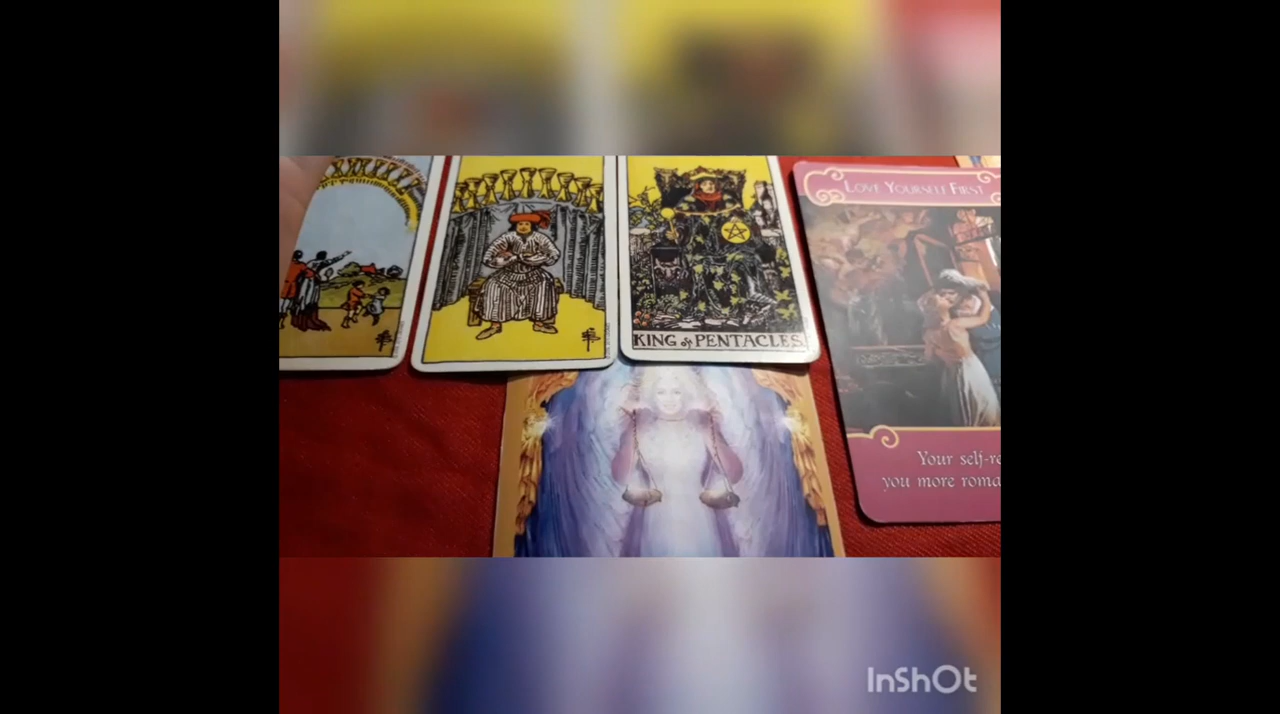 LOVE YOURSELF FIRST
KING of PENTACLES.
Your self-re
you more roma
InShOt